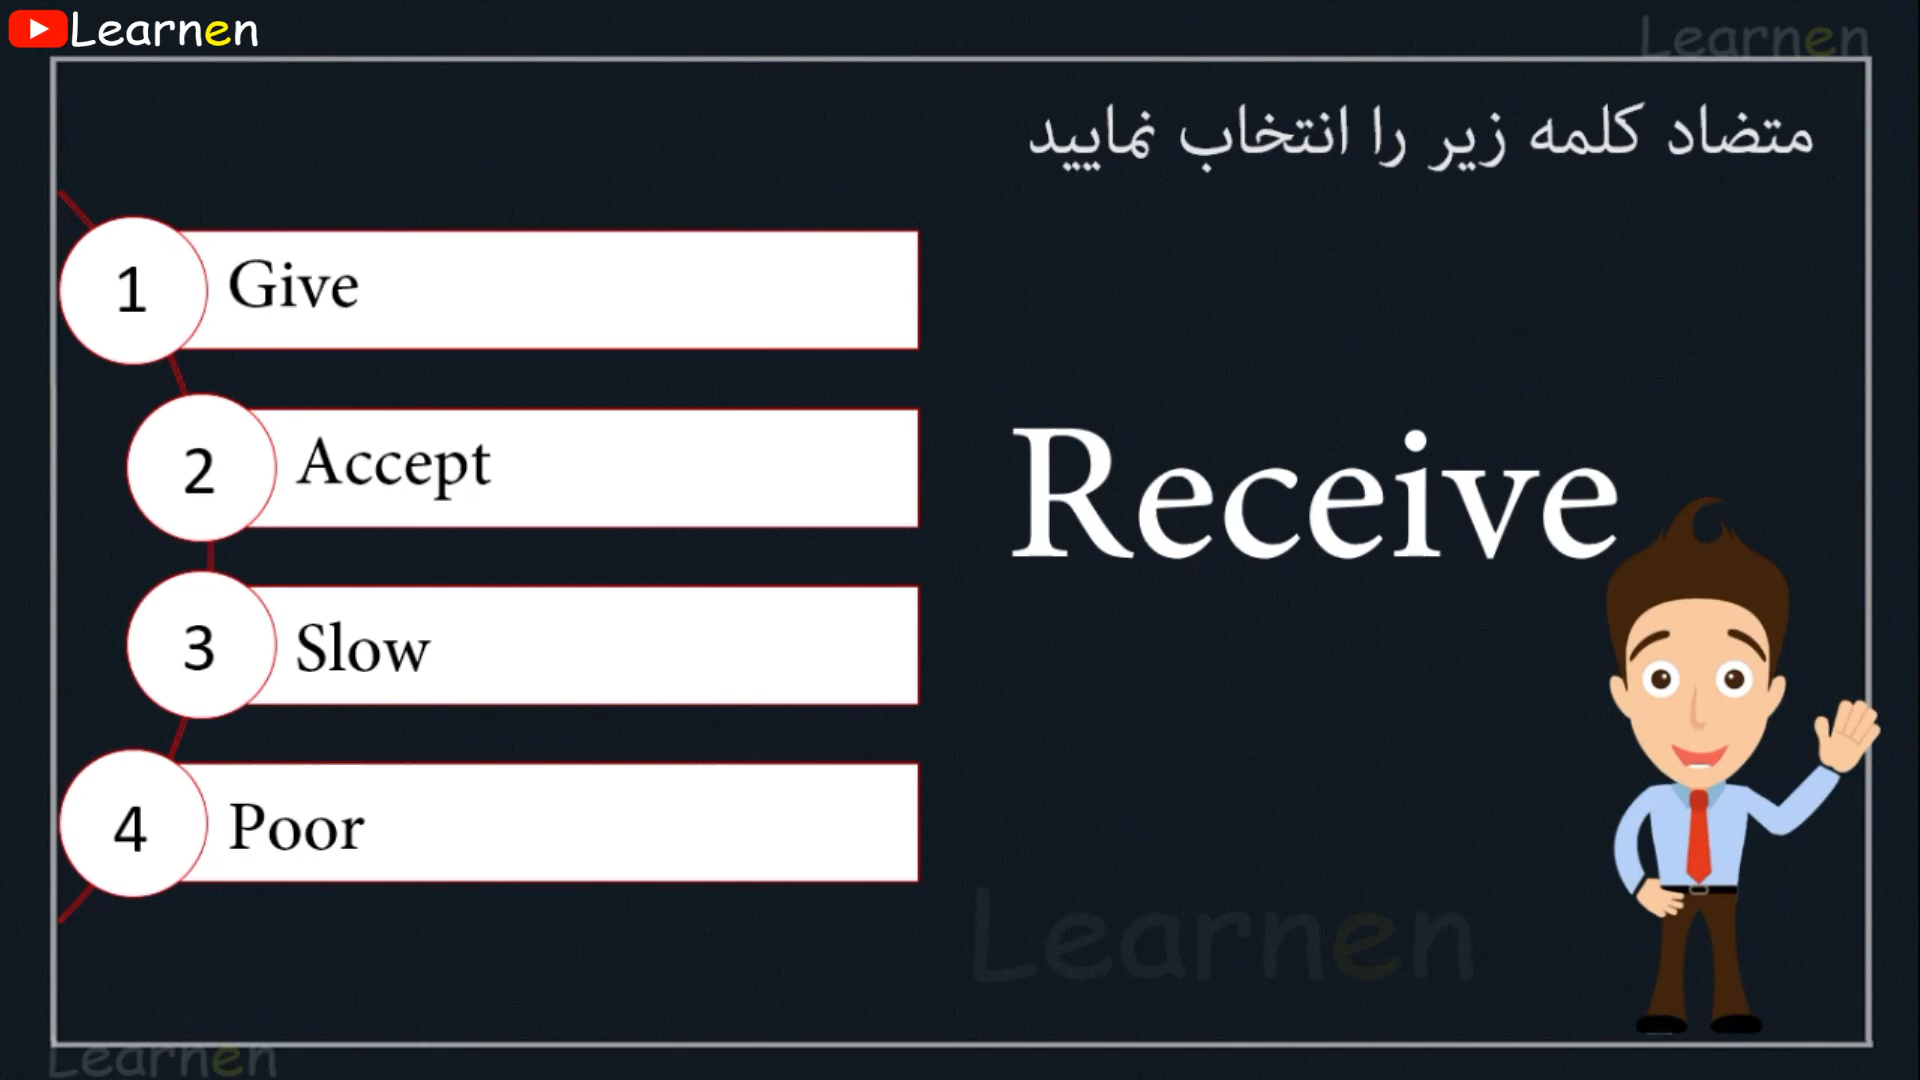 Learnen
Learnen
متضاد کلمه زیر را انتخاب نمایید
1 Give
2 Accept
Receive
3 Slow
4 Poor
Learnen
Learnen